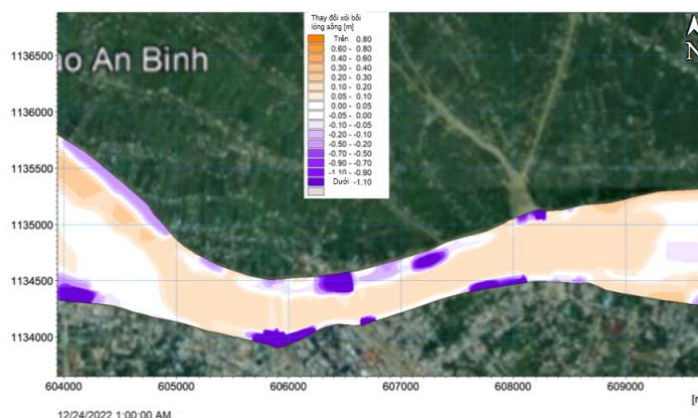 Thay đổi xói bồi
lòng sông [m]
Trên 0.80
0.60 - 0.80
0.40 - 0.60
0.30 - 0.40
0.20 - 0.30
0.10 - 0.20
0.05 - 0.10
0.00 - 0.05
-0.05 - 0.00
-0.10 - -0.05
-0.20 - -0.10
-0.50 - -0.20
-0.70 - -0.50
-0.90 - -0.70
-1.10 - -0.90
Dưới -1.10
N
1136500
ao An Binh
1136000
1135500
1135000
1134500
1134000
604000 605000 606000 607000 608000 609000
12/24/2022 1:00:00 AM